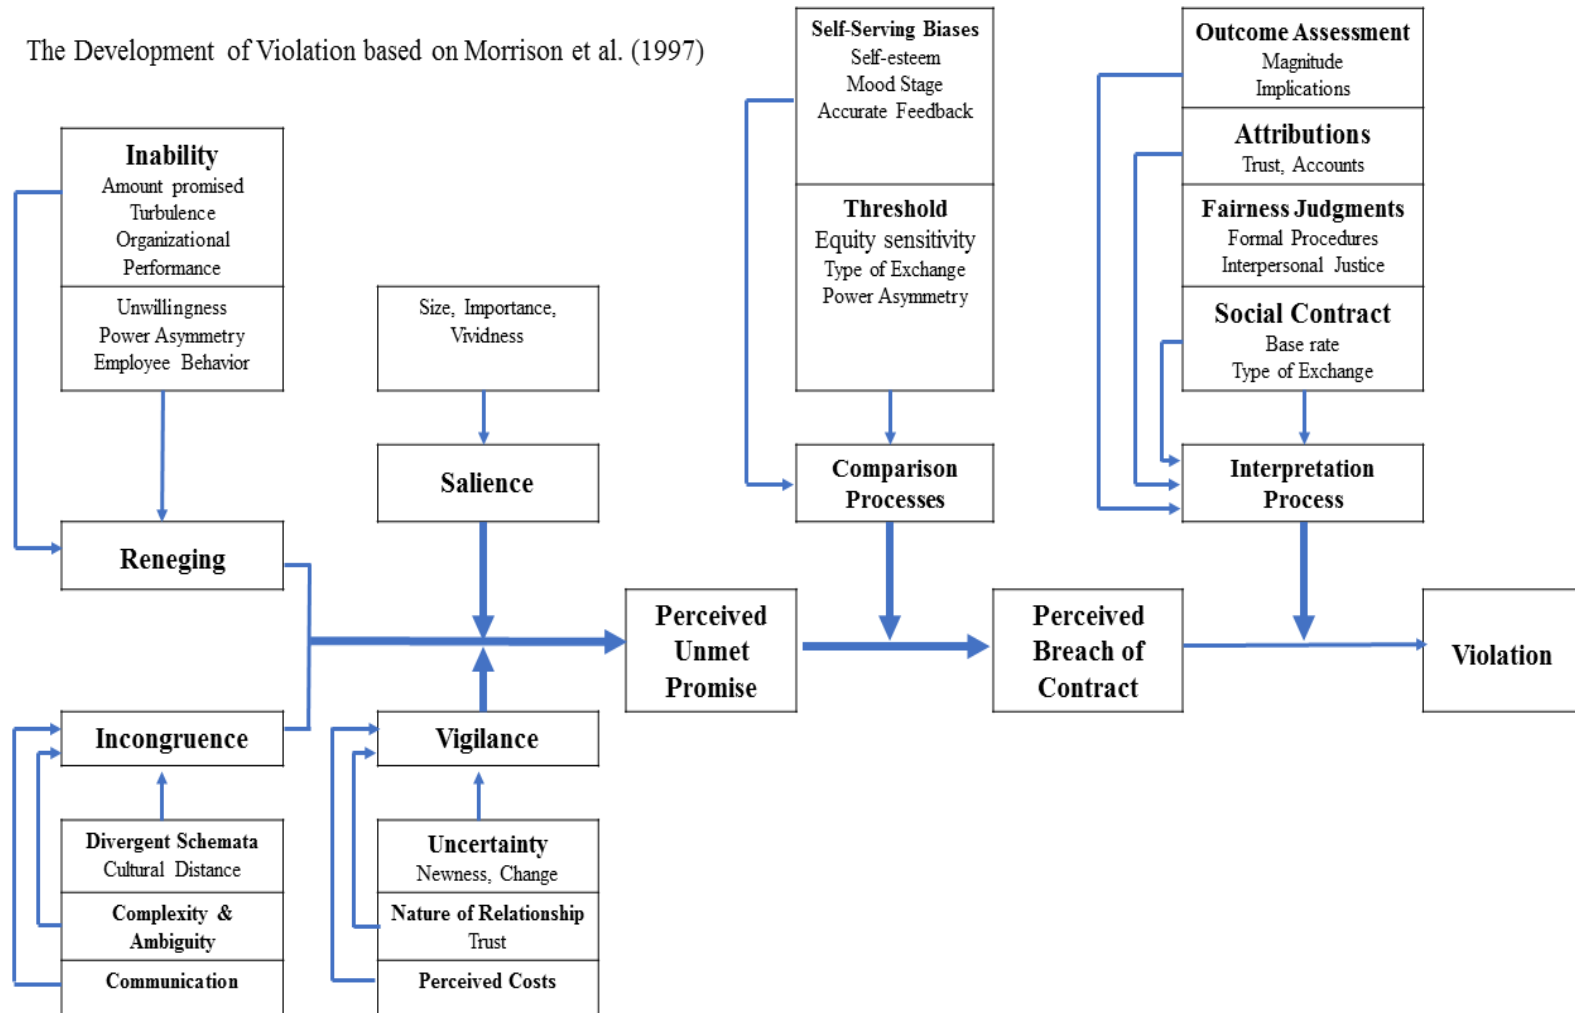 The Development of Violation based on Morrison et al. (1997)
Inability
Amount promised
Turbulence
Organizational
Performance
Unwillingness
Power Asymmetry
Employee Behavior
Reneging
Incongruence
Divergent Schemata
Cultural Distance
Complexity &
Ambiguity
Communication
Size, Importance,
Vividness
Salience
Vigilance
Uncertainty
Newness, Change
Nature of Relationship
Trust
Perceived Costs
Perceived
Unmet
Promise
Self-Serving Biases
Self-esteem
Mood Stage
Accurate Feedback
Threshold
Equity sensitivity
Type of Exchange
Power Asymmetry
Comparison
Processes
Perceived
Breach of
Contract
Outcome Assessment
Magnitude
Implications
Attributions
Trust, Accounts
Fairness Judgments
Formal Procedures
Interpersonal Justice
Social Contract
Base rate
Type of Exchange
Interpretation
Process
Violation